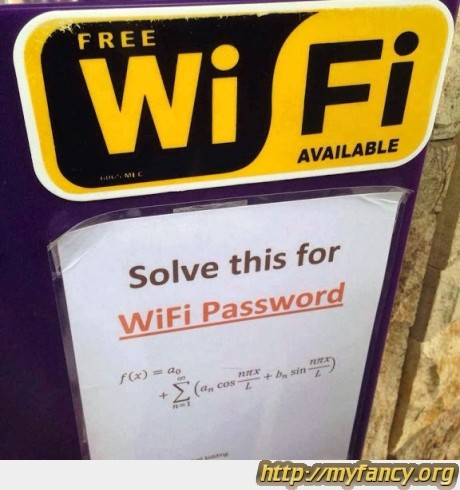 FREE
WiFi
AVAILABLE
Solve this for
WiFi Password
f(x) = a₀
+ ∑ₙ₌₁^∞ (aₙ cos nπx/L + bₙ sin nπx/L)
http://myfancy.org